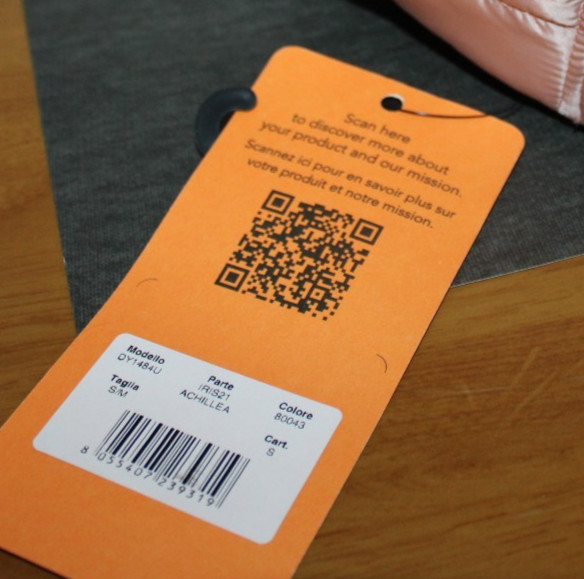 Scan here
to discover more about
your product and our mission.
Scannez ici pour en savoir plus sur
votre produit et notre mission.
Modello
DY1484U
Parte
IRIS21
ACHILLEA
Colore
80043
Taglia
S/M
Cart.
S
8 055407 239319